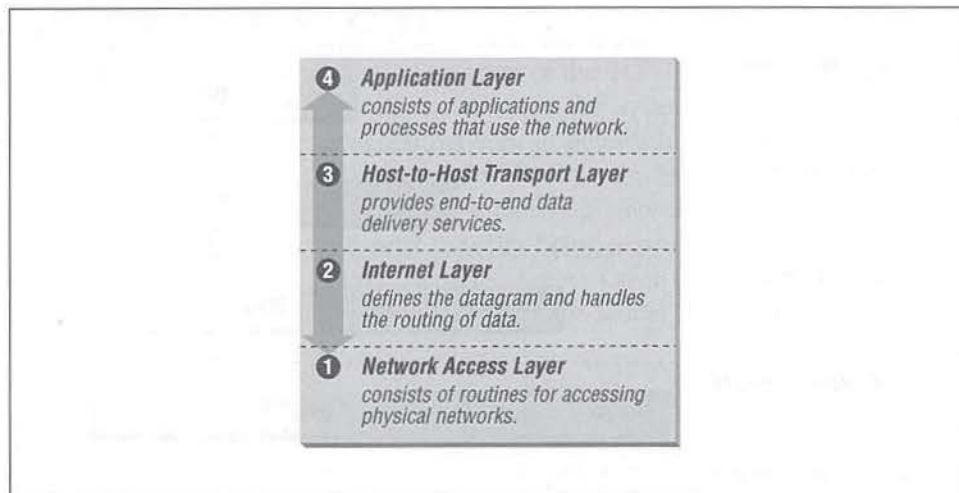 4 Application Layer
consists of applications and
processes that use the network.
3 Host-to-Host Transport Layer
provides end-to-end data
delivery services.
2 Internet Layer
defines the datagram and handles
the routing of data.
1 Network Access Layer
consists of routines for accessing
physical networks.